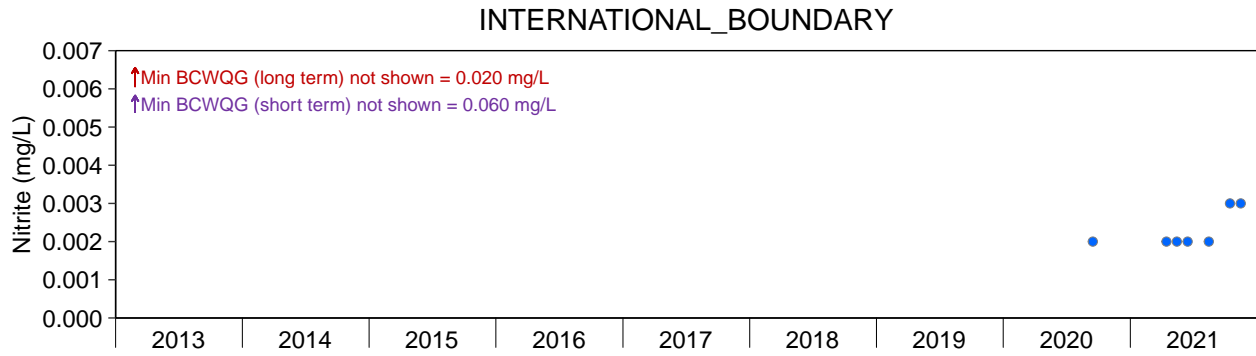 INTERNATIONAL_BOUNDARY
0.007
0.006
0.005
0.004
0.003
0.002
0.001
0.000
Nitrite (mg/L)
Min BCWQG (long term) not shown = 0.020 mg/L
Min BCWQG (short term) not shown = 0.060 mg/L
2013 2014 2015 2016 2017 2018 2019 2020 2021